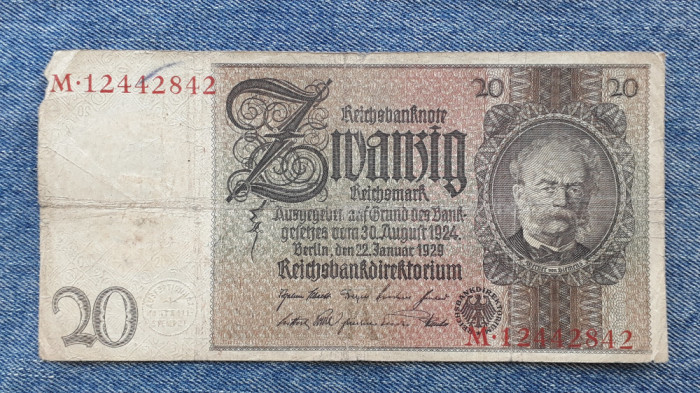 M·12442842
20 20
Reichsbanknote
Zwanzig
Reichsmark
Ausgegeben auf Grund des Bank-
gesetzes vom 30. August 1924.
Berlin, den 22. Januar 1929
Reichsbankdirektorium
20
REICHSBANKDIREKTORIUM
M·12442842